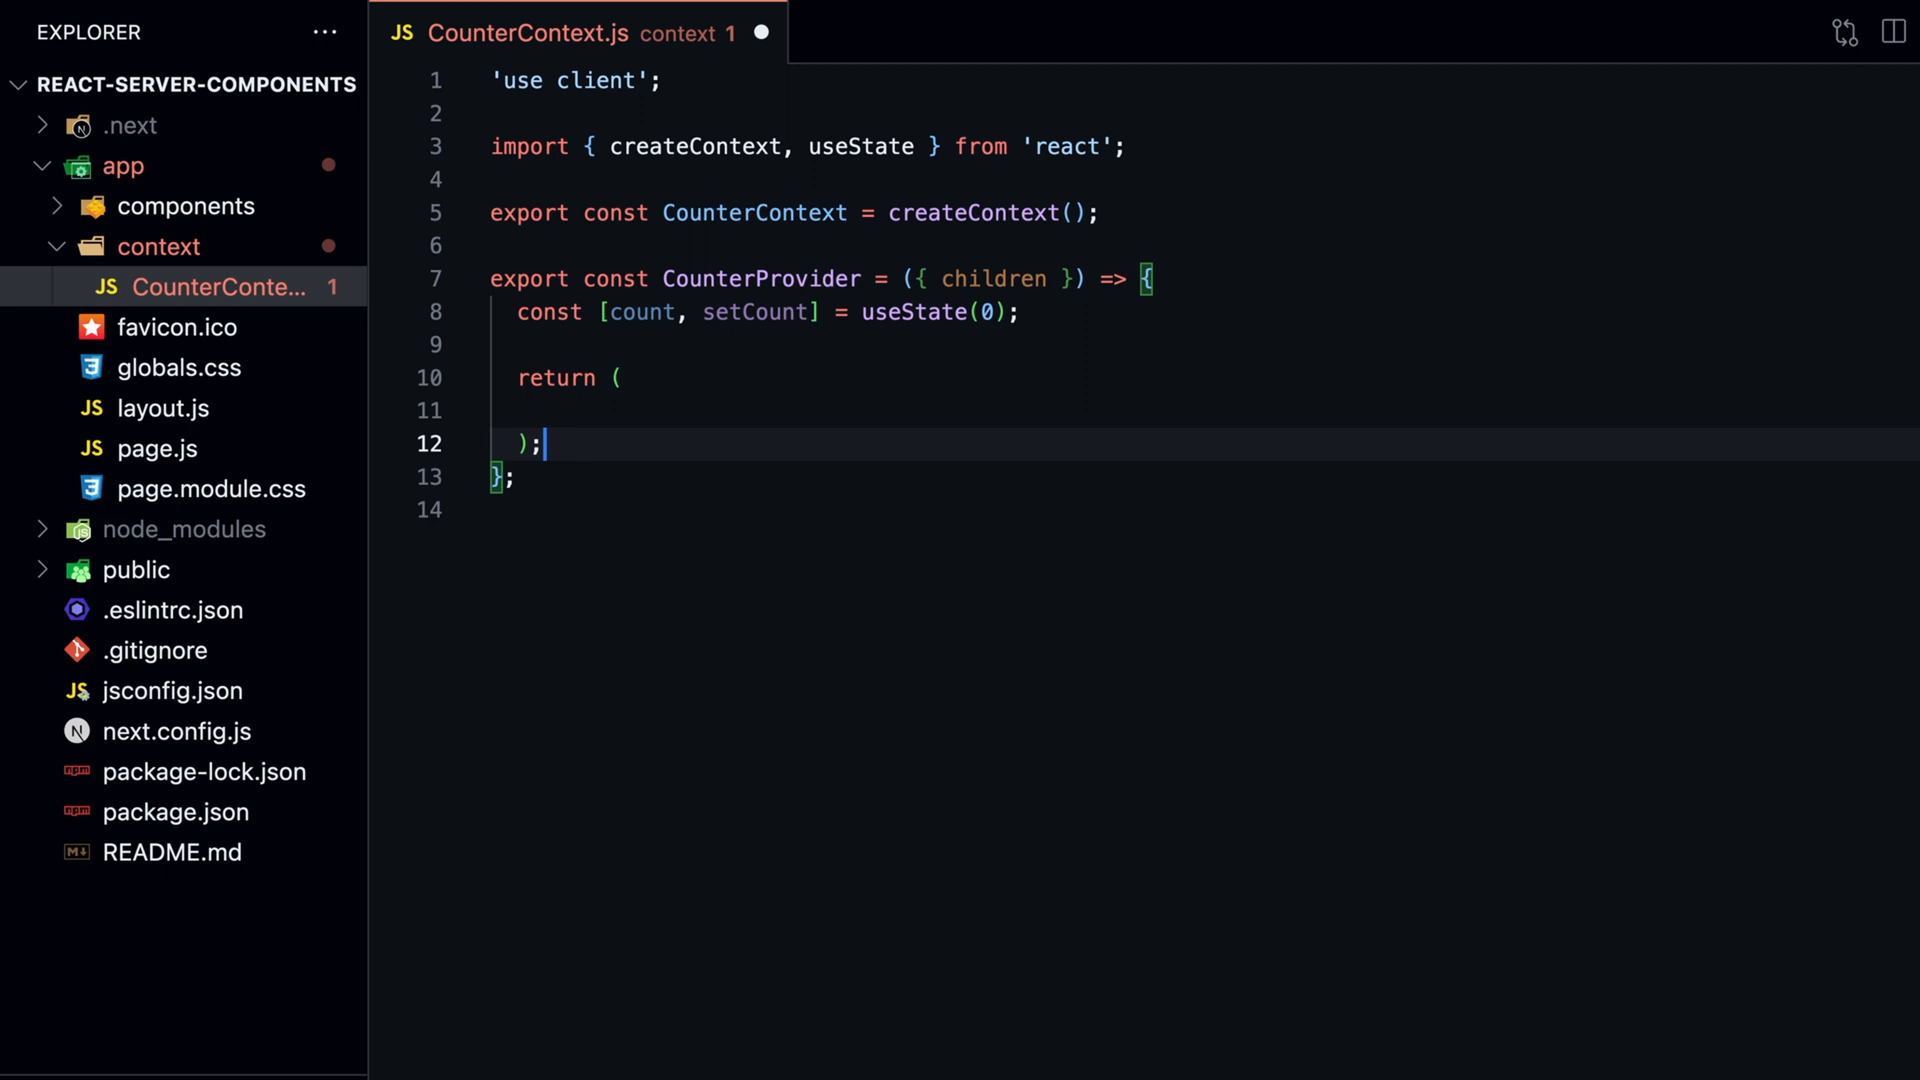 EXPLORER
REACT-SERVER-COMPONENTS
.next
app
components
context
JS CounterConte... 1
favicon.ico
globals.css
JS layout.js
JS page.js
page.module.css
node_modules
public
.eslintrc.json
.gitignore
JS jsconfig.json
N next.config.js
npm package-lock.json
npm package.json
M↓ README.md
JS CounterContext.js context 1
1 'use client';
2
3 import { createContext, useState } from 'react';
4
5 export const CounterContext = createContext();
6
7 export const CounterProvider = ({ children }) => {
8 const [count, setCount] = useState(0);
9
10 return (
11
12 );
13 };
14